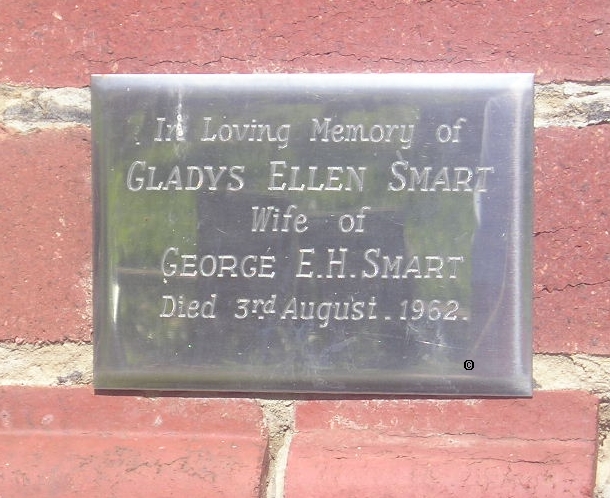 In Loving Memory of
GLADYS ELLEN SMART
Wife of
GEORGE E.H. SMART
Died 3rd August. 1962.
©